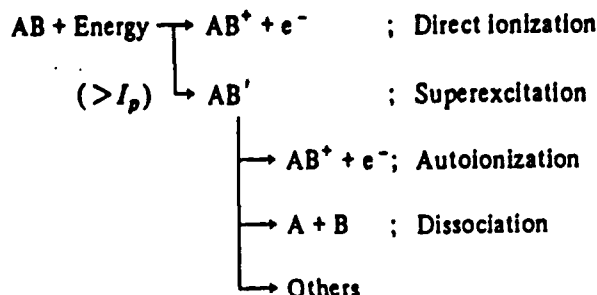 AB + Energy → AB⁺ + e⁻ ; Direct ionization
(>Iₚ) → AB′ ; Superexcitation
→ AB⁺ + e⁻; Autoionization
→ A + B ; Dissociation
→ Others